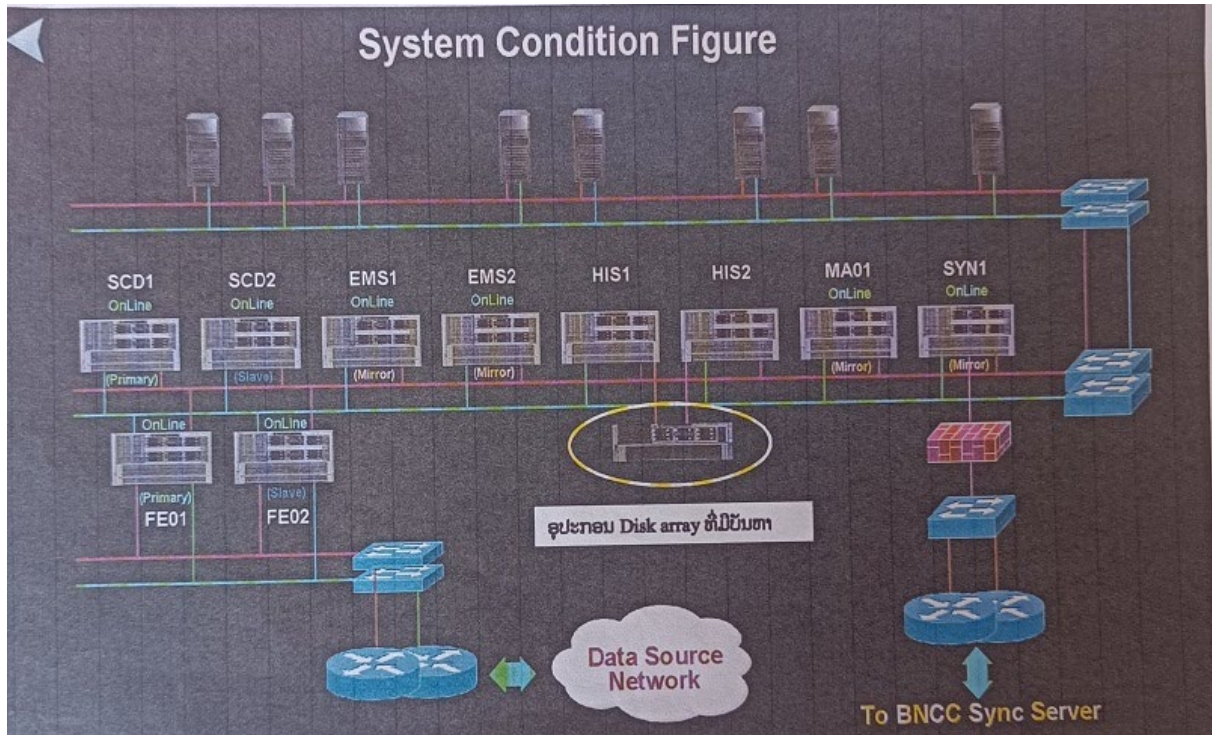 System Condition Figure
SCD1
OnLine
(Primary)
SCD2
OnLine
(Slave)
EMS1
OnLine
(Mirror)
EMS2
OnLine
(Mirror)
HIS1
HIS2
MA01
OnLine
(Mirror)
SYN1
OnLine
(Mirror)
OnLine
(Primary)
FE01
OnLine
(Slave)
FE02
ອຸປະກອນ Disk array ທີ່ມີບັນຫາ
Data Source
Network
To BNCC Sync Server